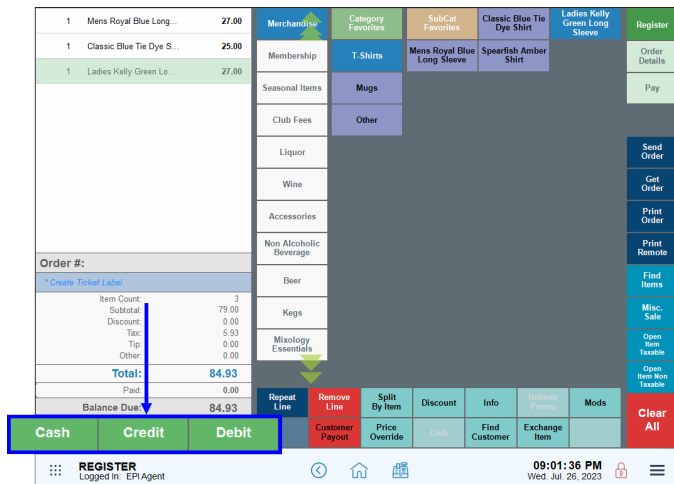 1 Mens Royal Blue Long... 27.00
1 Classic Blue Tie Dye S... 25.00
1 Ladies Kelly Green Lo... 27.00
Order #:
* Create Ticket Label
Item Count: 3
Subtotal: 79.00
Discount: 0.00
Tax: 5.93
Tip: 0.00
Other: 0.00
Total: 84.93
Paid: 0.00
Balance Due: 84.93
Cash Credit Debit
Merchandise
Membership
Seasonal Items
Club Fees
Liquor
Wine
Accessories
Non Alcoholic
Beverage
Beer
Kegs
Mixology
Essentials
Category
Favorites
T-Shirts
Mugs
Other
SubCat
Favorites
Classic Blue Tie
Dye Shirt
Ladies Kelly
Green Long
Sleeve
Mens Royal Blue
Long Sleeve
Spearfish Amber
Shirt
Register
Order
Details
Pay
Send
Order
Get
Order
Print
Order
Print
Remote
Find
Items
Misc.
Sale
Open
Item
Taxable
Open
Item Non
Taxable
Clear
All
Repeat
Line
Remove
Line
Split
By Item
Discount
Info
Refresh
Mods
Customer
Payout
Price
Override
Club
Find
Customer
Exchange
Item
REGISTER
Logged In: EPI Agent
09:01:36 PM
Wed. Jul. 26, 2023